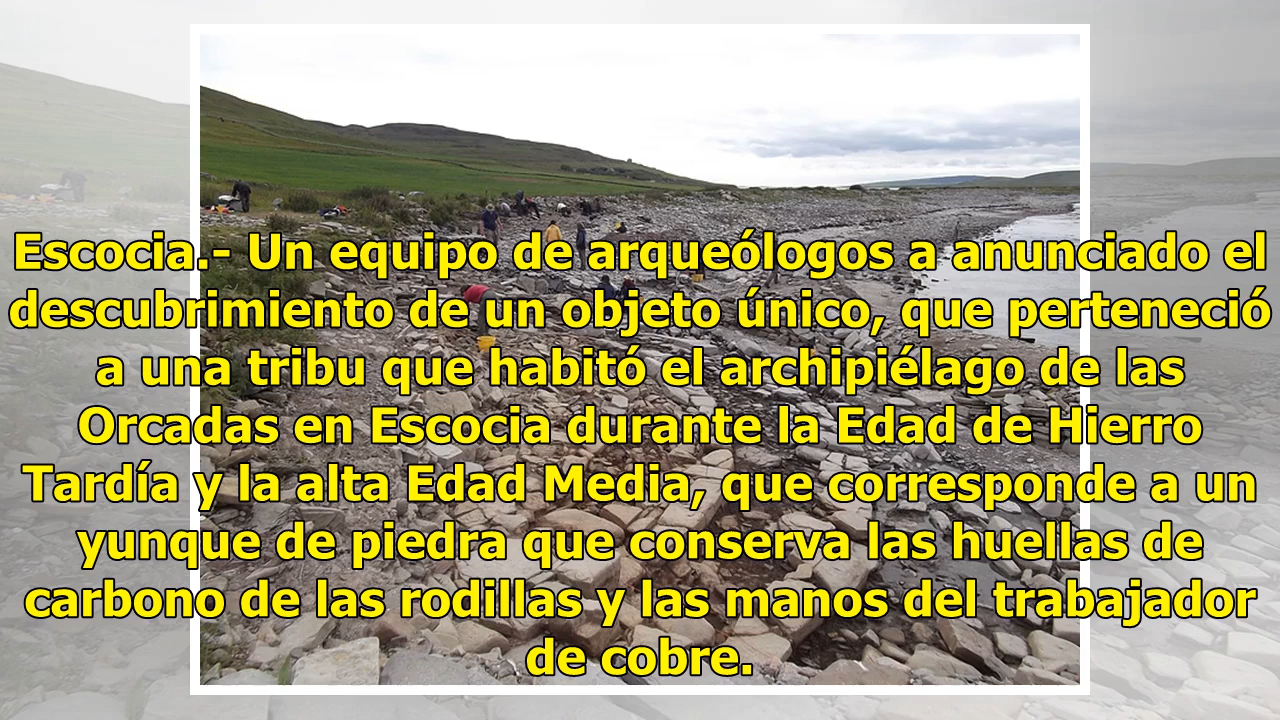 Escocia.- Un equipo de arqueólogos a anunciado el
descubrimiento de un objeto único, que perteneció
a una tribu que habitó el archipiélago de las
Orcadas en Escocia durante la Edad de Hierro
Tardía y la alta Edad Media, que corresponde a un
yunque de piedra que conserva las huellas de
carbono de las rodillas y las manos del trabajador
de cobre.